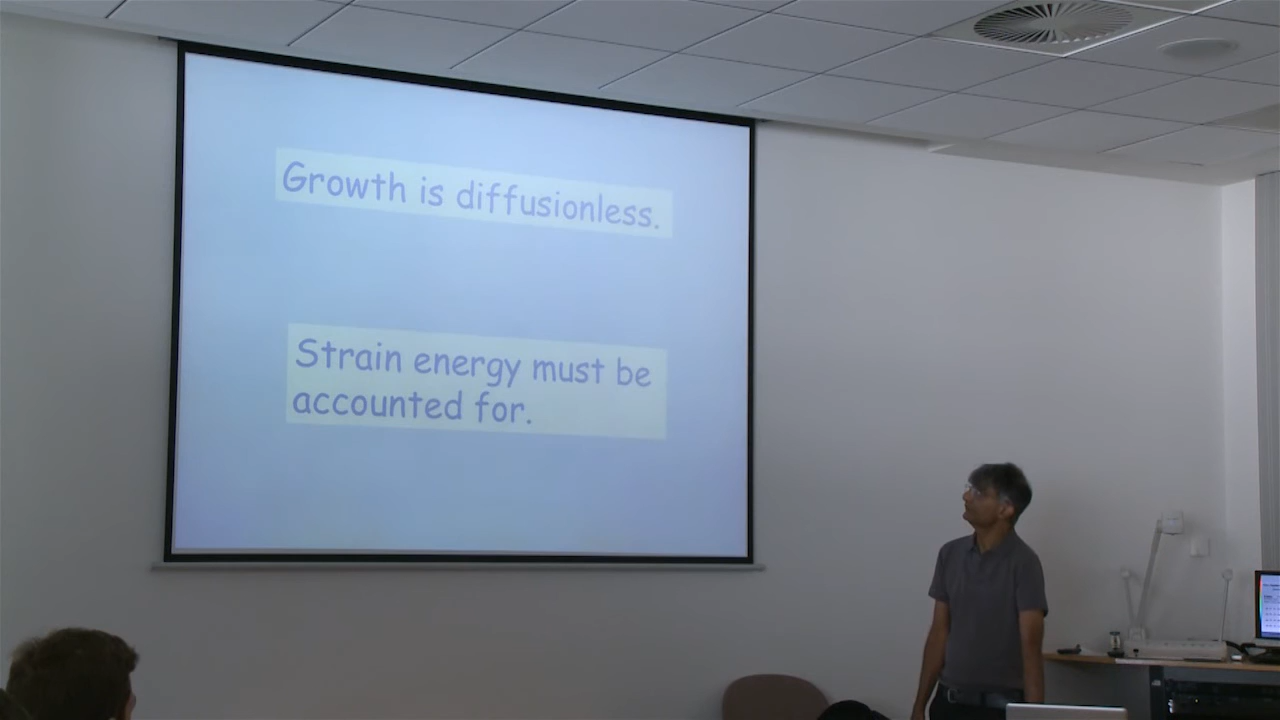 Growth is diffusionless.
Strain energy must be
accounted for.